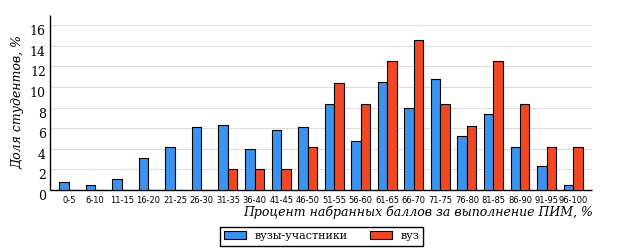 Доля студентов, %
16
14
12
10
8
6
4
2
0
0-5 6-10 11-15 16-20 21-25 26-30 31-35 36-40 41-45 46-50 51-55 56-60 61-65 66-70 71-75 76-80 81-85 86-90 91-95 96-100
Процент набранных баллов за выполнение ПИМ, %
вузы-участники вуз